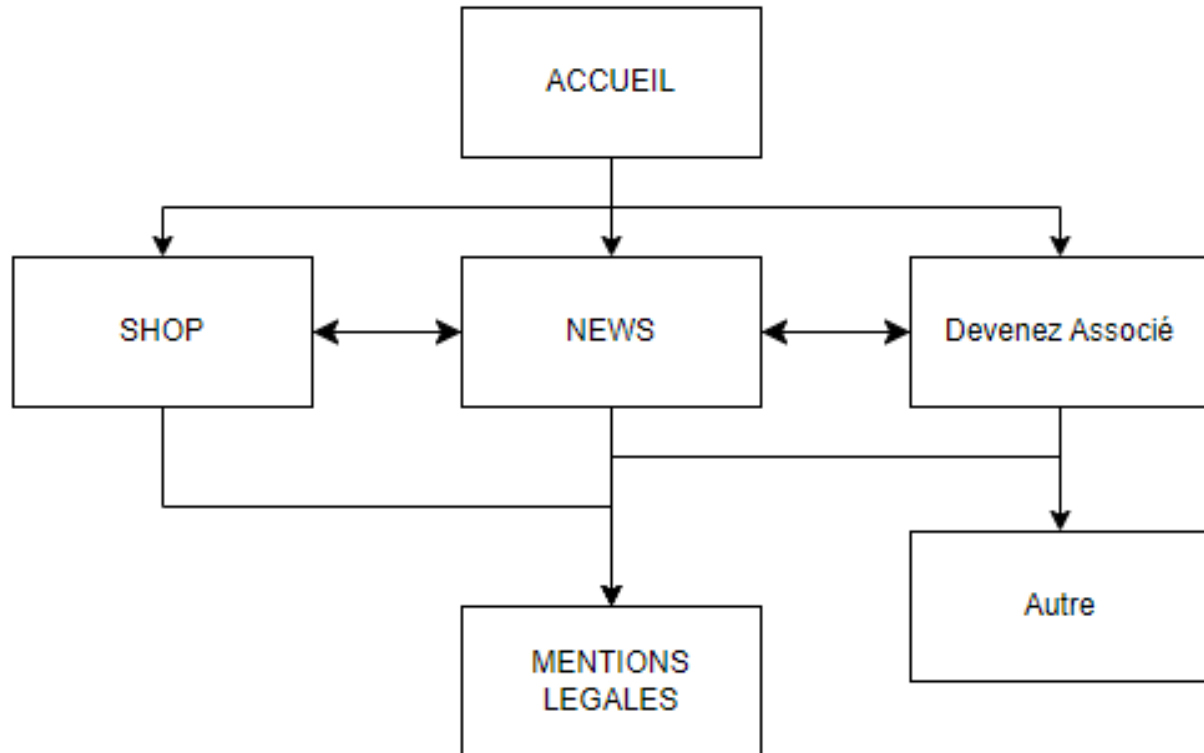 ACCUEIL
SHOP
NEWS
Devenez Associé
Autre
MENTIONS
LEGALES